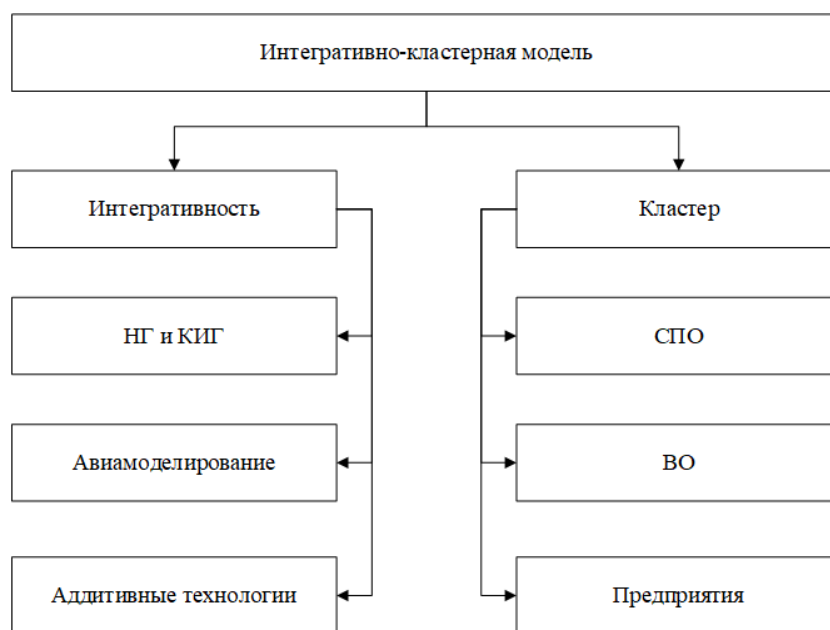 Интегративно-кластерная модель
Интегративность
Кластер
НГ и КИГ
СПО
Авиамоделирование
ВО
Аддитивные технологии
Предприятия